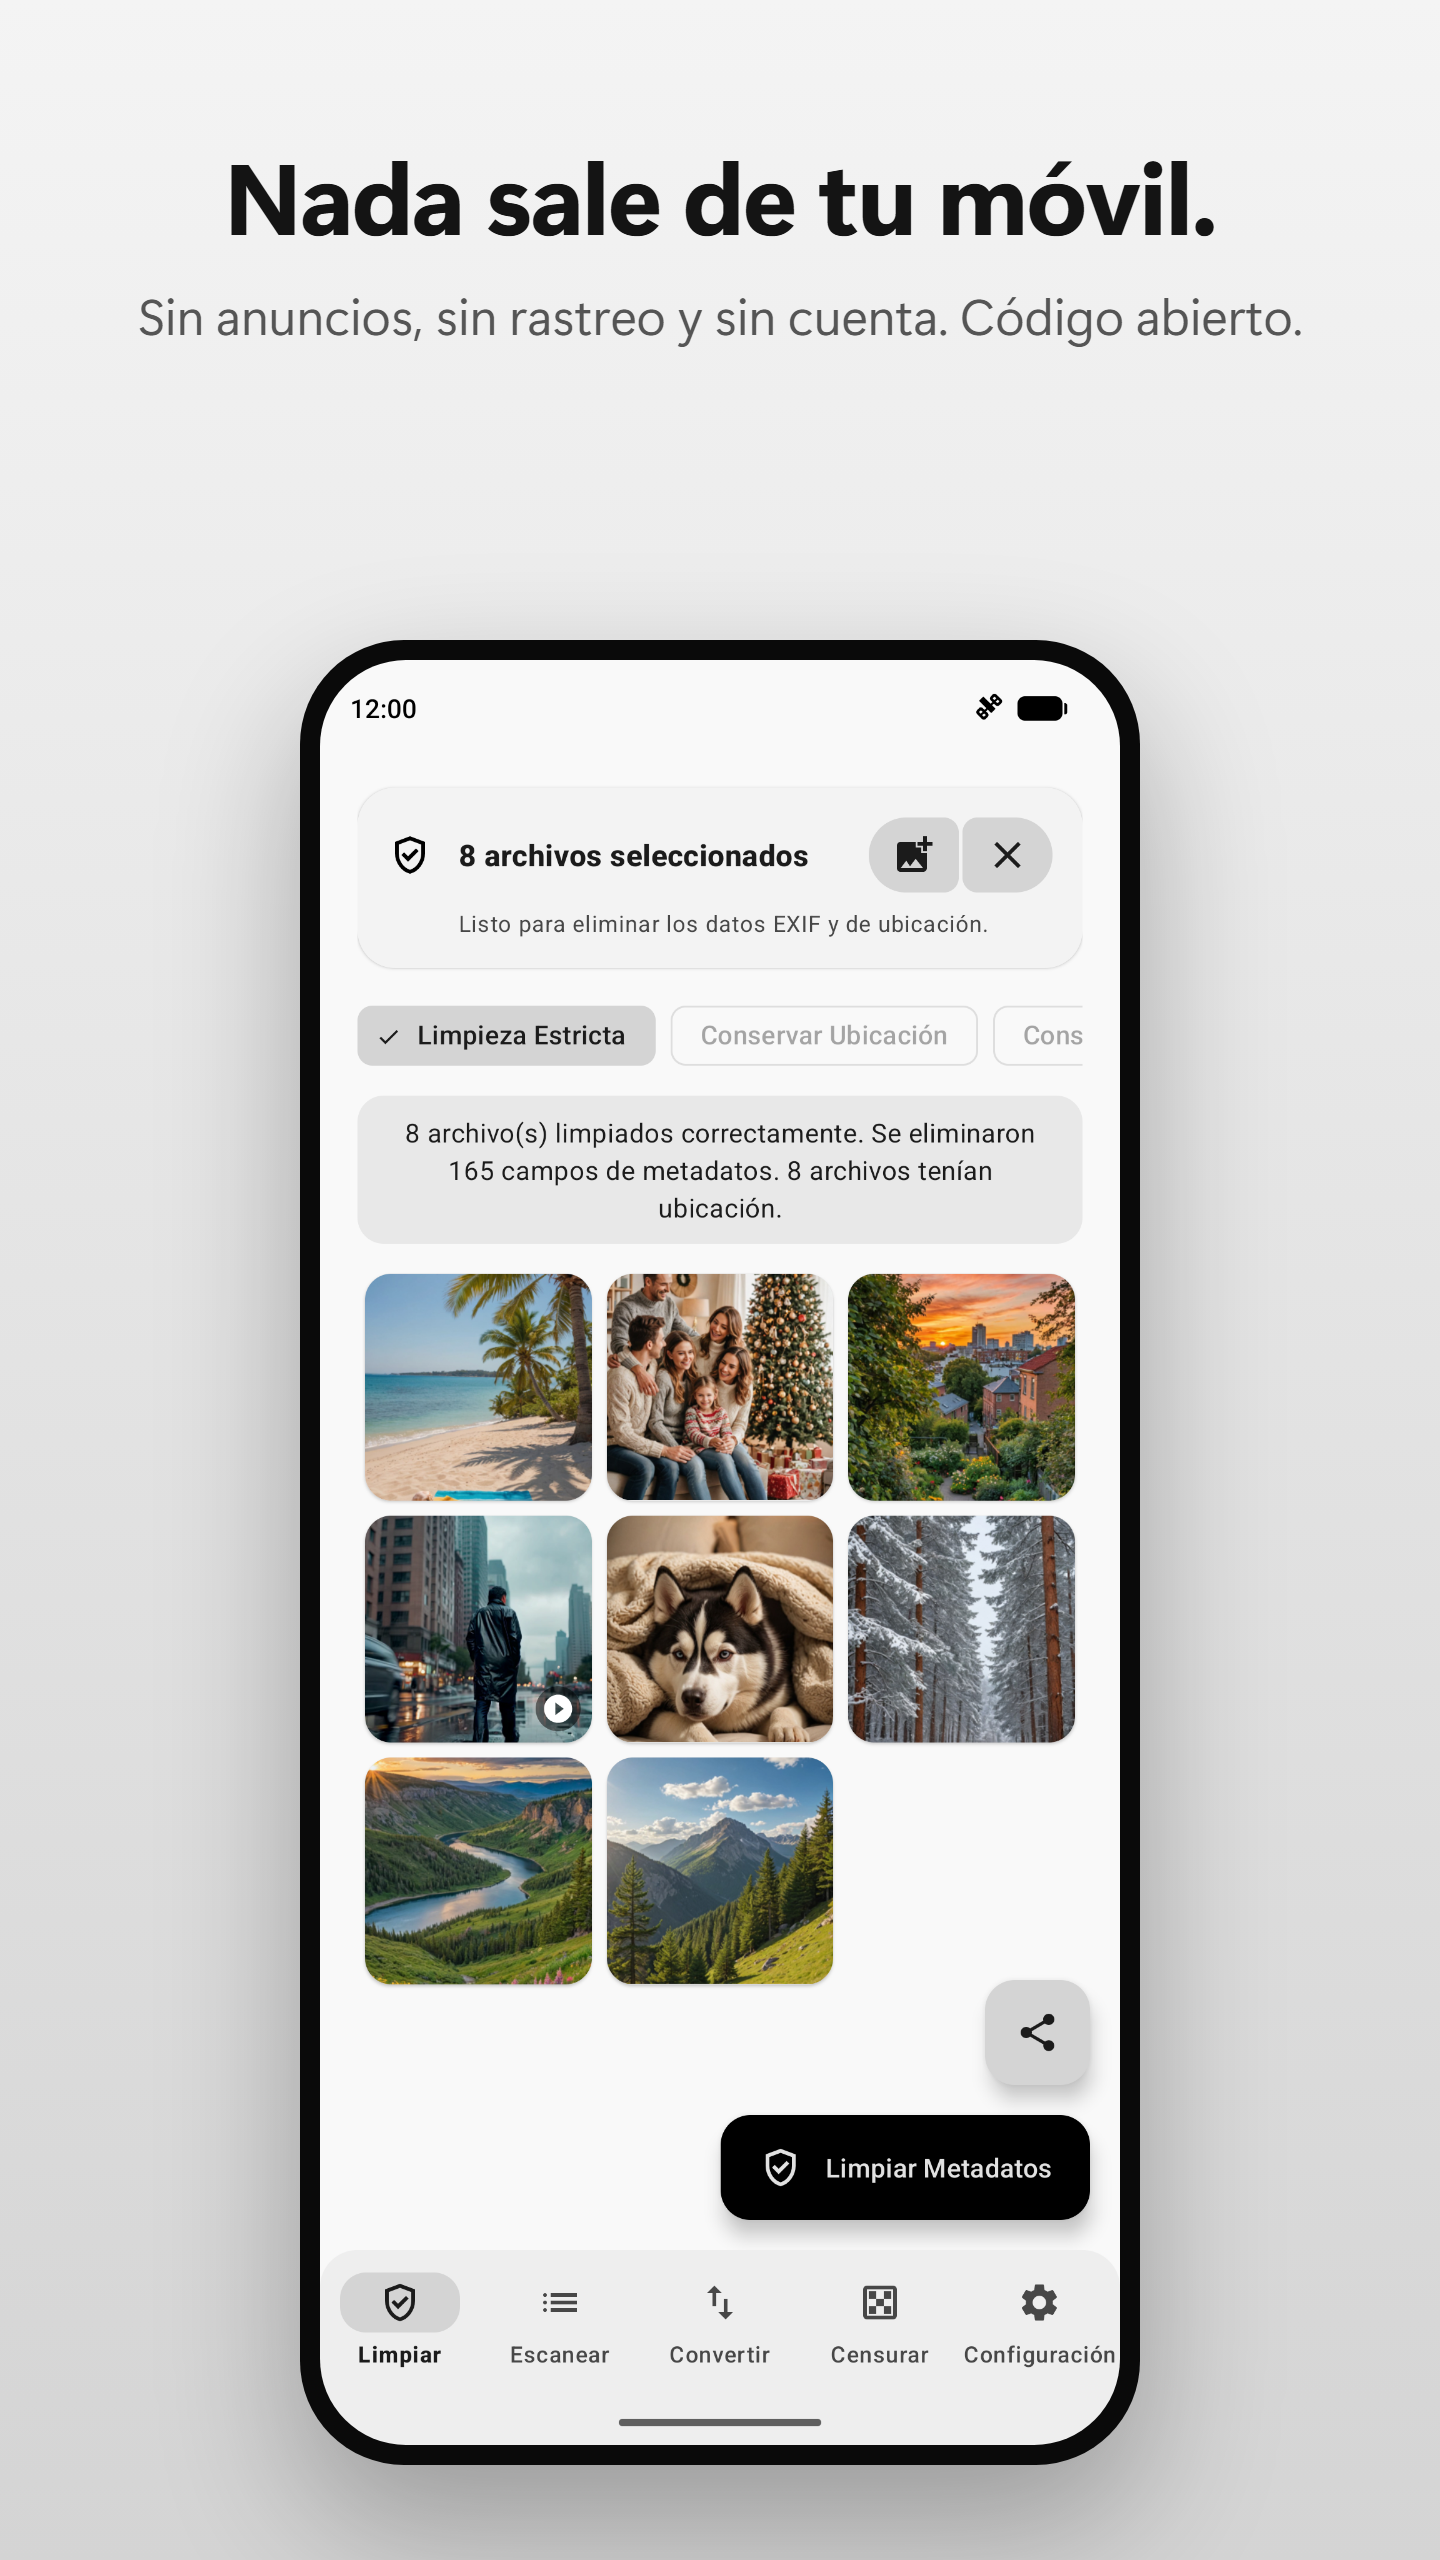 Nada sale de tu móvil.
Sin anuncios, sin rastreo y sin cuenta. Código abierto.
12:00
8 archivos seleccionados
Listo para eliminar los datos EXIF y de ubicación.
Limpieza Estricta
Conservar Ubicación
Cons
8 archivo(s) limpiados correctamente. Se eliminaron
165 campos de metadatos. 8 archivos tenían
ubicación.
Limpiar Metadatos
Limpiar
Escanear
Convertir
Censurar
Configuración